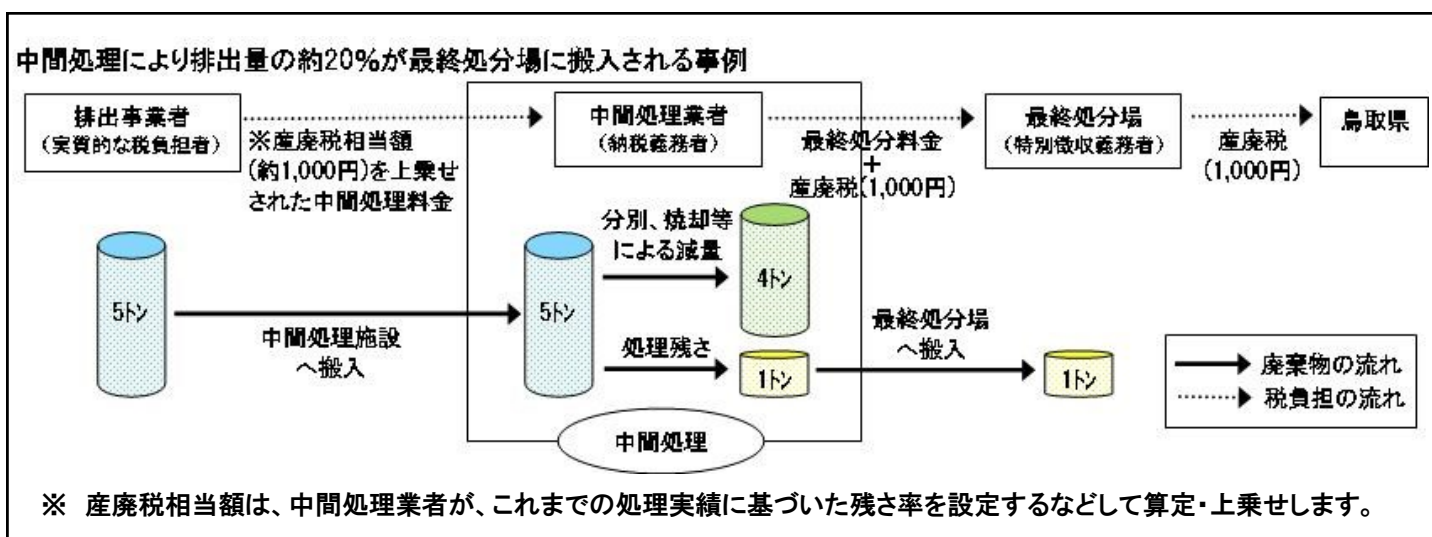 中間処理により排出量の約20%が最終処分場に搬入される事例
排出事業者
(実質的な税負担者)
※産廃税相当額
(約1,000円)を上乗せ
された中間処理料金
中間処理業者
(納税義務者)
最終処分料金
+
産廃税(1,000円)
最終処分場
(特別徴収義務者)
産廃税
(1,000円)
鳥取県
5トン
中間処理施設
へ搬入
5トン
分別、焼却等
による減量
4トン
処理残さ
1トン
最終処分場
へ搬入
1トン
廃棄物の流れ
税負担の流れ
中間処理
※ 産廃税相当額は、中間処理業者が、これまでの処理実績に基づいた残さ率を設定するなどして算定・上乗せします。